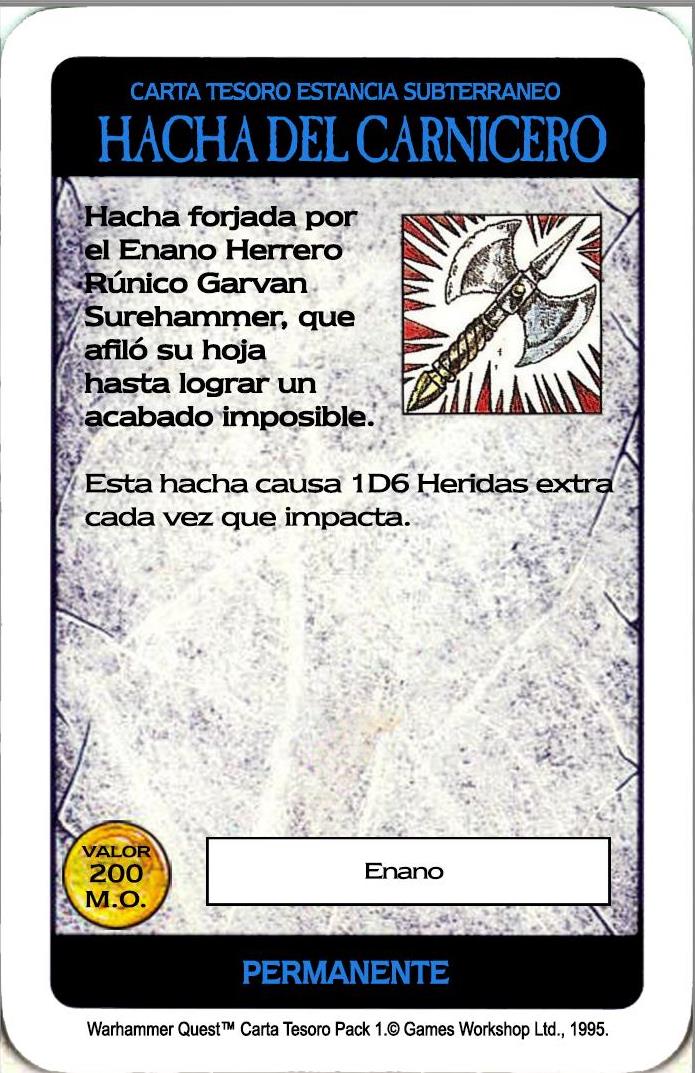 CARTA TESORO ESTANCIA SUBTERRANEO
HACHA DEL CARNICERO
Hacha forjada por
el Enano Herrero
Rúnico Garvan
Surehammer, que
afiló su hoja
hasta lograr un
acabado imposible.
Esta hacha causa 1D6 Heridas extra
cada vez que impacta.
VALOR
200
M.O.
Enano
PERMANENTE
Warhammer Quest™ Carta Tesoro Pack 1.© Games Workshop Ltd., 1995.